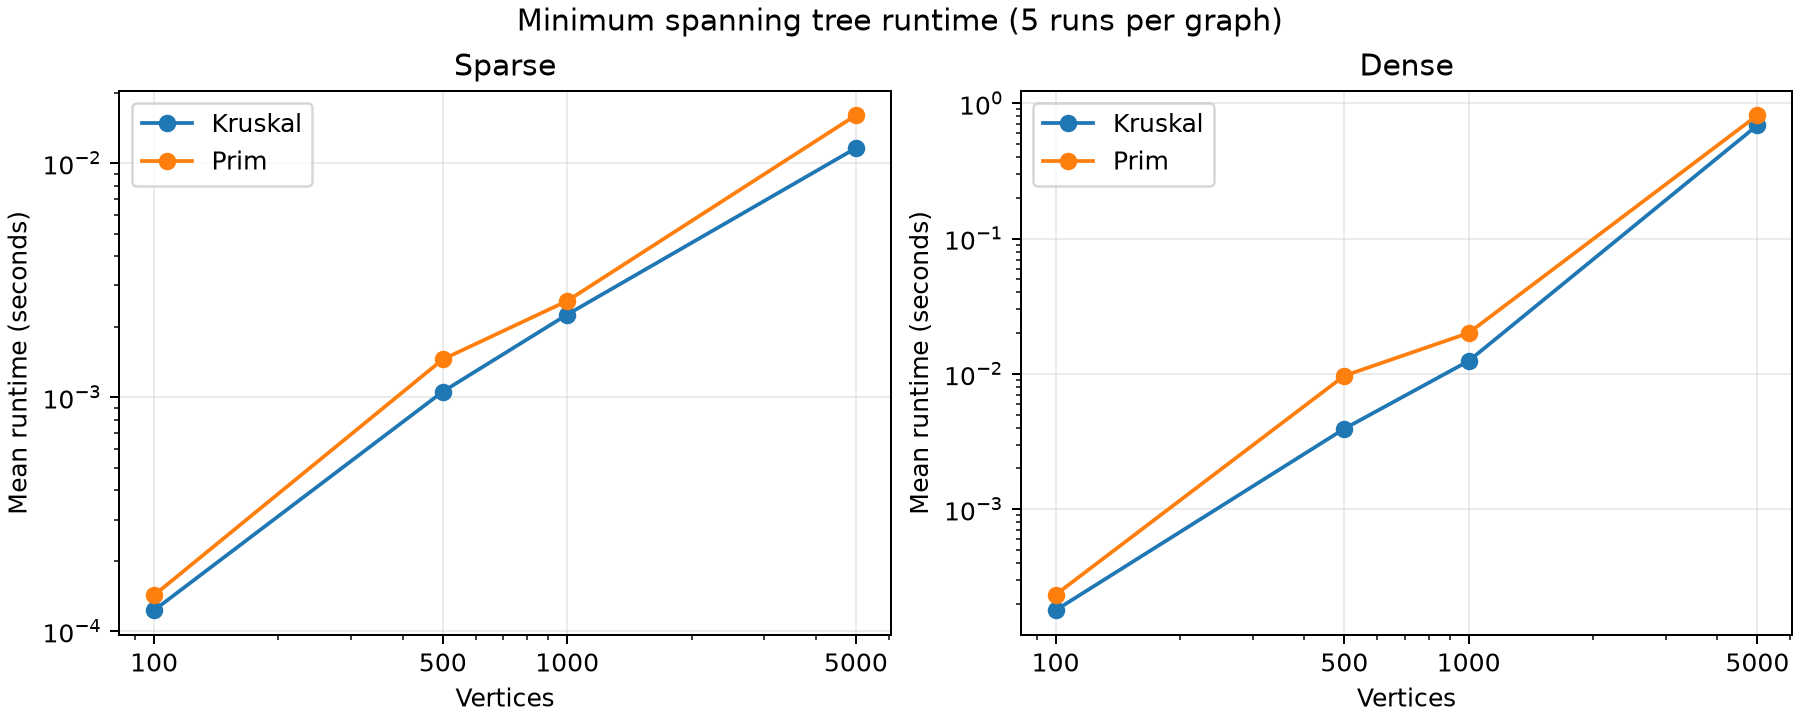 Minimum spanning tree runtime (5 runs per graph)
Sparse
Kruskal
Prim
10⁻²
10⁻³
10⁻⁴
Mean runtime (seconds)
100 500 1000 5000
Vertices
Dense
Kruskal
Prim
10⁰
10⁻¹
10⁻²
10⁻³
Mean runtime (seconds)
100 500 1000 5000
Vertices